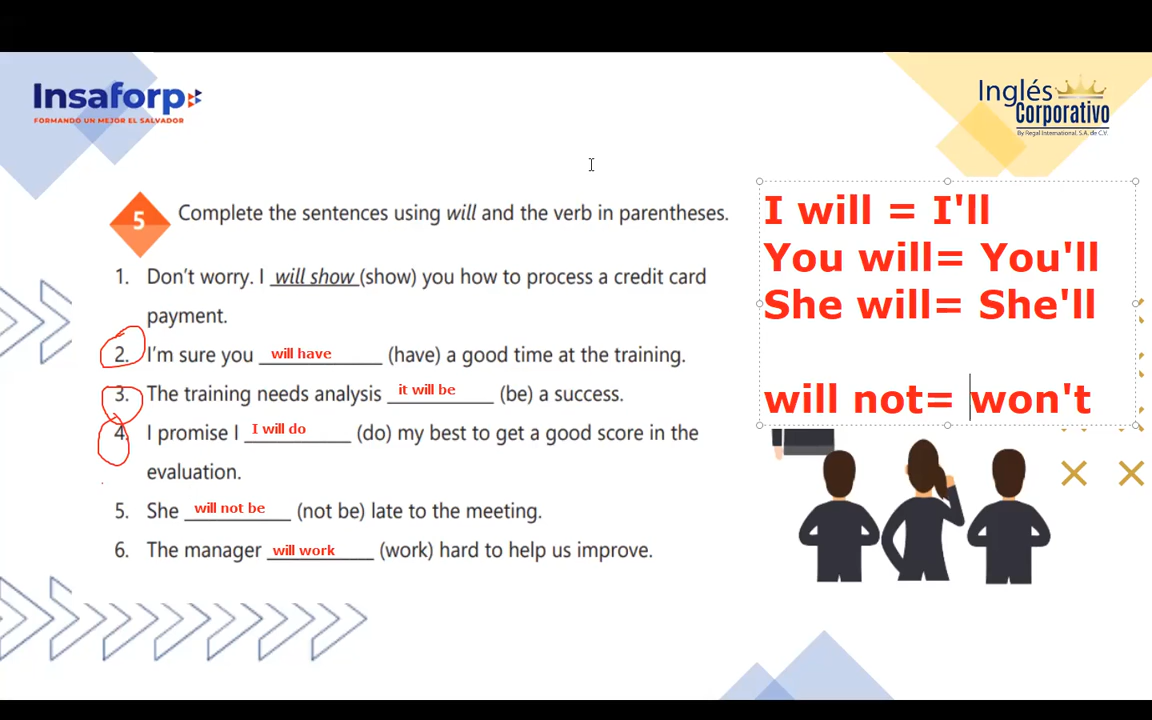 Insaforp
FORMANDO UN MEJOR EL SALVADOR
Inglés
Corporativo
By Regal International, S.A. de C.V.
5 Complete the sentences using will and the verb in parentheses.
1. Don't worry. I will show (show) you how to process a credit card
payment.
2. I'm sure you will have (have) a good time at the training.
3. The training needs analysis it will be (be) a success.
4. I promise I I will do (do) my best to get a good score in the
evaluation.
5. She will not be (not be) late to the meeting.
6. The manager will work (work) hard to help us improve.
I will = I'll
You will= You'll
She will= She'll
will not= won't